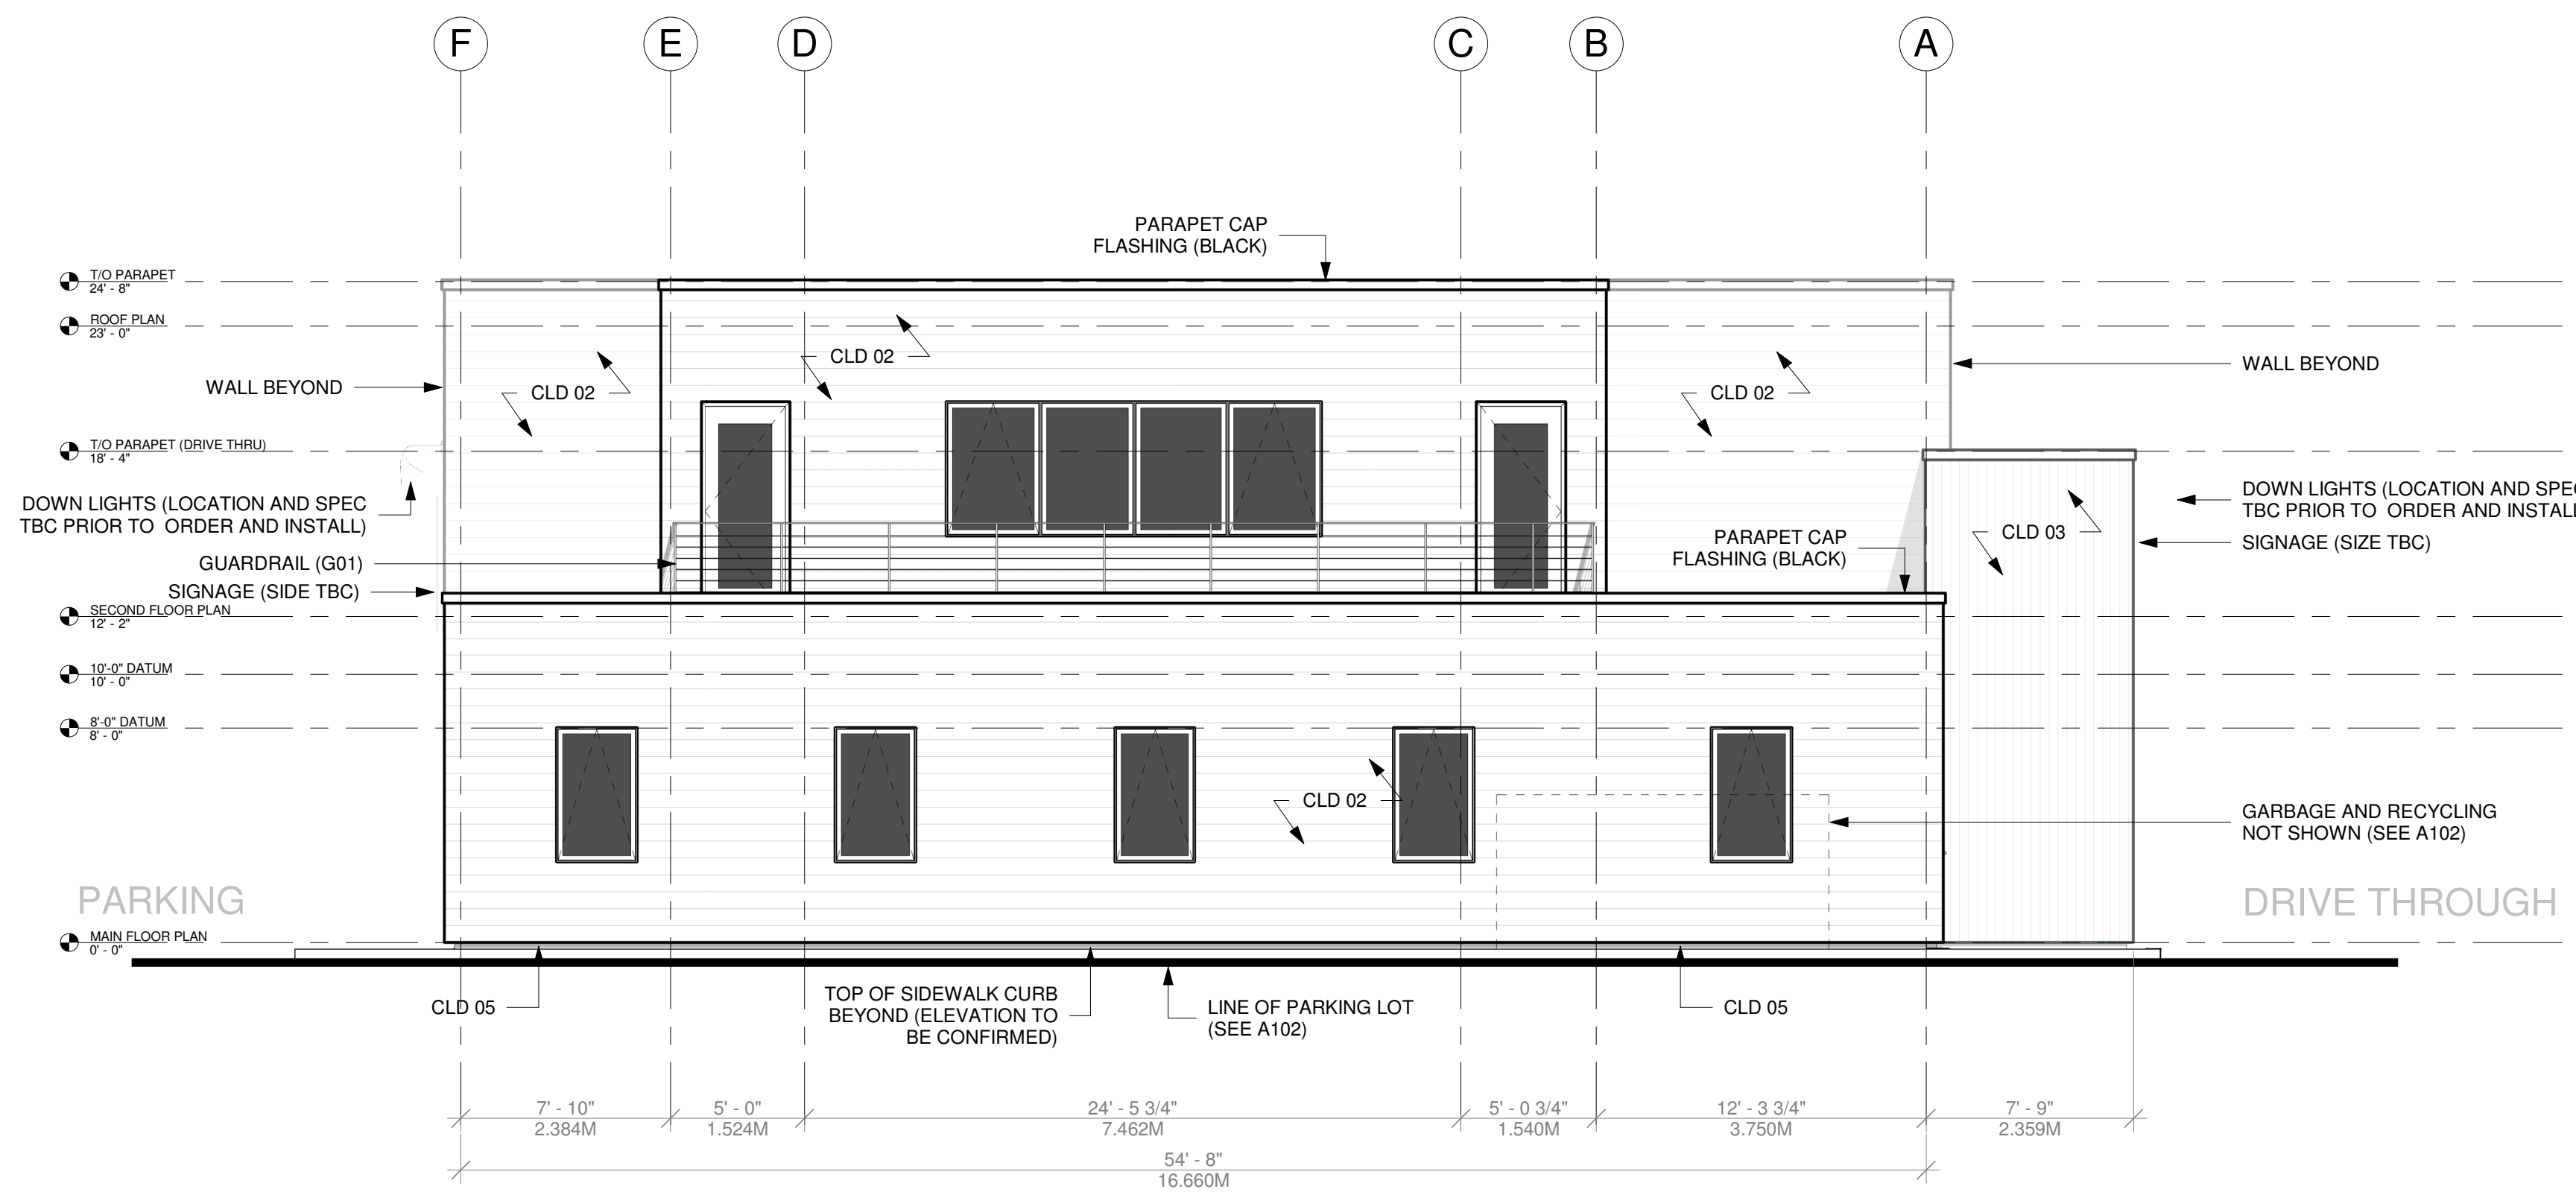 F
E
D
C
B
A
PARAPET CAP
FLASHING (BLACK)
T/O PARAPET
24' - 8"
ROOF PLAN
23' - 0"
CLD 02
WALL BEYOND
CLD 02
CLD 02
WALL BEYOND
T/O PARAPET (DRIVE THRU)
18' - 4"
DOWN LIGHTS (LOCATION AND SPEC
TBC PRIOR TO ORDER AND INSTALL)
DOWN LIGHTS (LOCATION AND SPEC
TBC PRIOR TO ORDER AND INSTALL
CLD 03
PARAPET CAP
FLASHING (BLACK)
SIGNAGE (SIZE TBC)
GUARDRAIL (G01)
SIGNAGE (SIDE TBC)
SECOND FLOOR PLAN
12' - 2"
10'-0" DATUM
10' - 0"
8'-0" DATUM
8' - 0"
CLD 02
GARBAGE AND RECYCLING
NOT SHOWN (SEE A102)
PARKING
DRIVE THROUGH
MAIN FLOOR PLAN
0' - 0"
CLD 05
TOP OF SIDEWALK CURB
BEYOND (ELEVATION TO
BE CONFIRMED)
LINE OF PARKING LOT
(SEE A102)
CLD 05
7' - 10"
2.384M
5' - 0"
1.524M
24' - 5 3/4"
7.462M
5' - 0 3/4"
1.540M
12' - 3 3/4"
3.750M
7' - 9"
2.359M
54' - 8"
16.660M